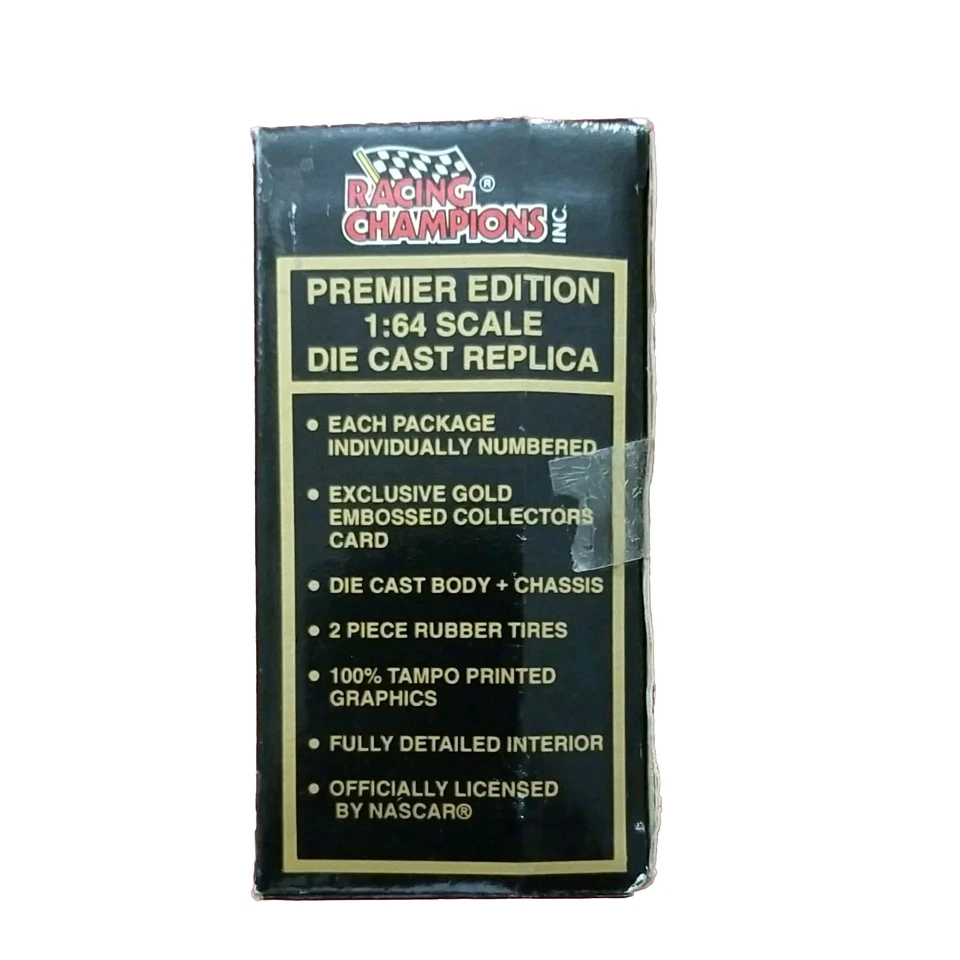 RACING ®
CHAMPIONS INC.
PREMIER EDITION
1:64 SCALE
DIE CAST REPLICA
• EACH PACKAGE
INDIVIDUALLY NUMBERED
• EXCLUSIVE GOLD
EMBOSSED COLLECTORS
CARD
• DIE CAST BODY + CHASSIS
• 2 PIECE RUBBER TIRES
• 100% TAMPO PRINTED
GRAPHICS
• FULLY DETAILED INTERIOR
• OFFICIALLY LICENSED
BY NASCAR®